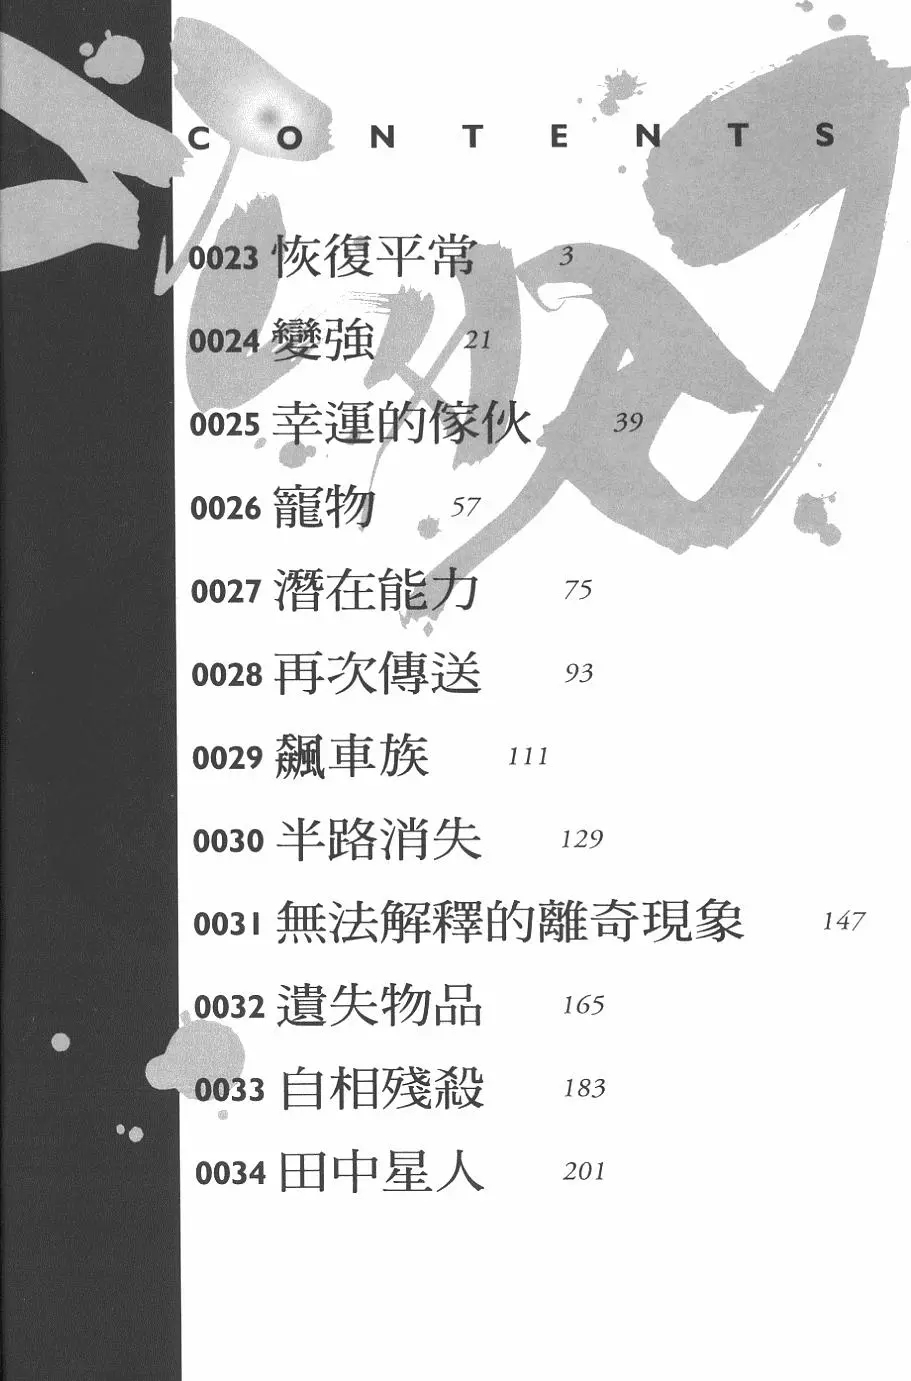 CONTENTS
0023 恢復平常 3
0024 變強 21
0025 幸運的傢伙 39
0026 寵物 57
0027 潛在能力 75
0028 再次傳送 93
0029 飆車族 111
0030 半路消失 129
0031 無法解釋的離奇現象 147
0032 遺失物品 165
0033 自相殘殺 183
0034 田中星人 201